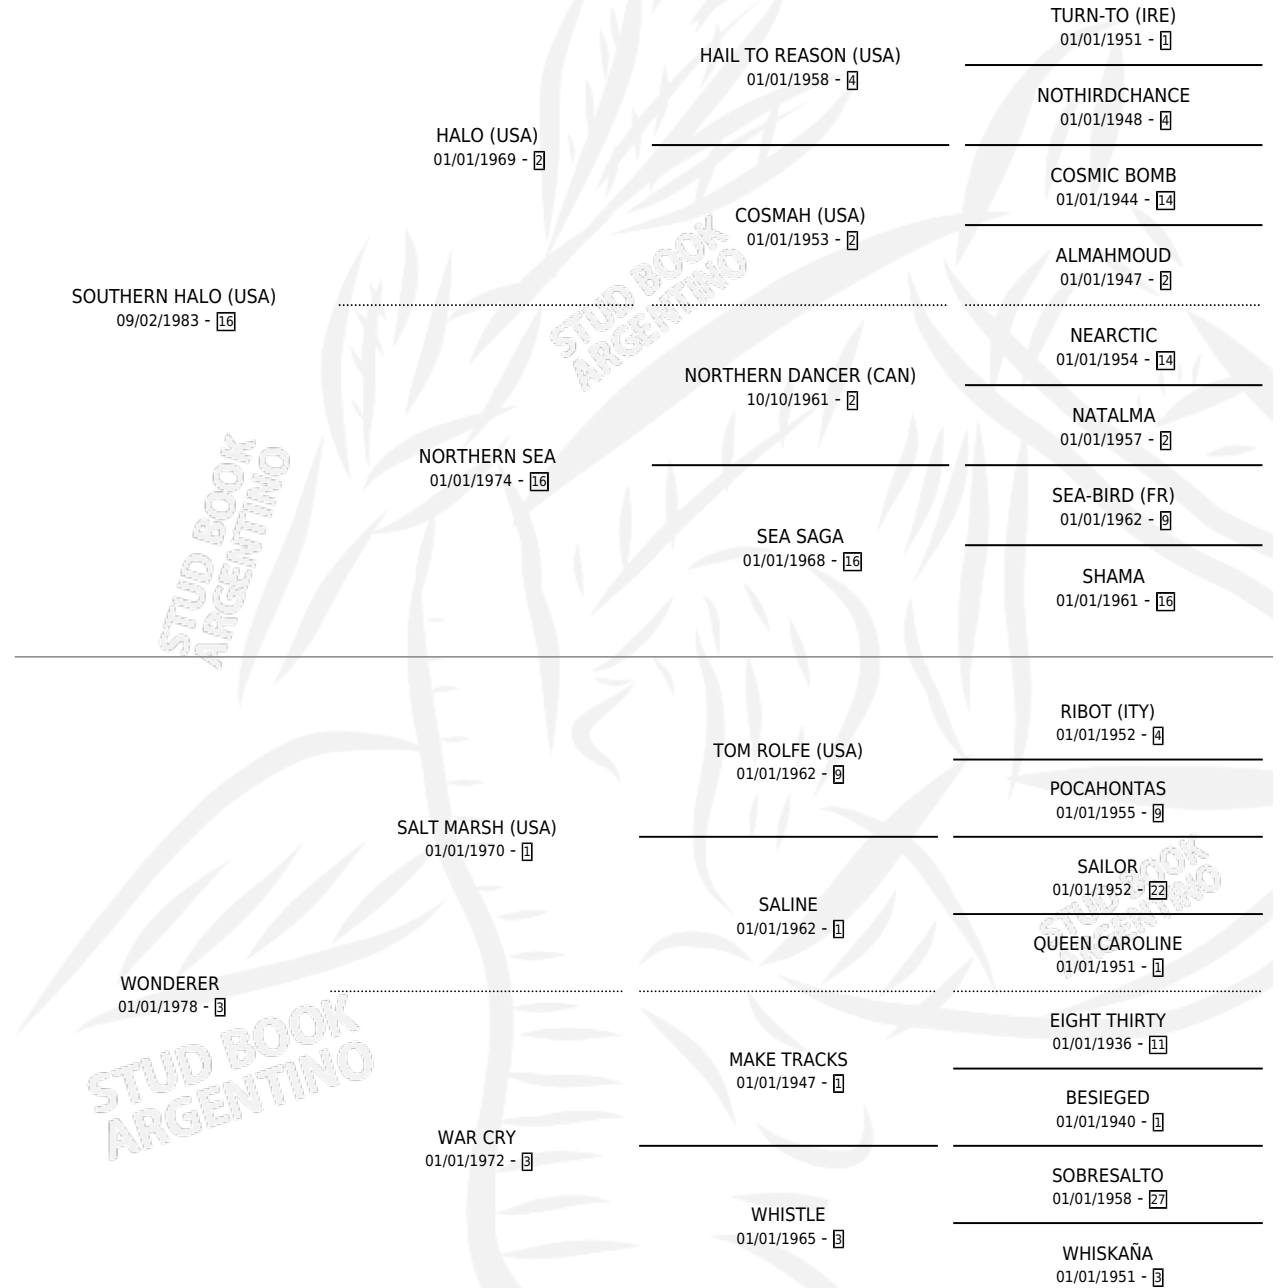 TURN-TO (IRE)
01/01/1951 - 1
HAIL TO REASON (USA)
01/01/1958 - 4
NOTHIRDCHANCE
01/01/1948 - 4
HALO (USA)
01/01/1969 - 2
COSMIC BOMB
01/01/1944 - 14
COSMAH (USA)
01/01/1953 - 2
ALMAHMOUD
01/01/1947 - 2
SOUTHERN HALO (USA)
09/02/1983 - 16
STUD BOOK
ARGENTINO
NEARCTIC
01/01/1954 - 14
NORTHERN DANCER (CAN)
10/10/1961 - 2
NATALMA
01/01/1957 - 2
NORTHERN SEA
01/01/1974 - 16
SEA-BIRD (FR)
01/01/1962 - 9
SEA SAGA
01/01/1968 - 16
SHAMA
01/01/1961 - 16
STUD BOOK
ARGENTINO
RIBOT (ITY)
01/01/1952 - 4
TOM ROLFE (USA)
01/01/1962 - 9
POCAHONTAS
01/01/1955 - 9
SALT MARSH (USA)
01/01/1970 - 1
SAILOR
01/01/1952 - 22
SALINE
01/01/1962 - 1
QUEEN CAROLINE
01/01/1951 - 1
STUD BOOK
ARGENTINO
WONDERER
01/01/1978 - 3
EIGHT THIRTY
01/01/1936 - 11
MAKE TRACKS
01/01/1947 - 1
BESIEGED
01/01/1940 - 1
STUD BOOK
ARGENTINO
WAR CRY
01/01/1972 - 3
SOBRESALTO
01/01/1958 - 27
WHISTLE
01/01/1965 - 3
WHISKAÑA
01/01/1951 - 3